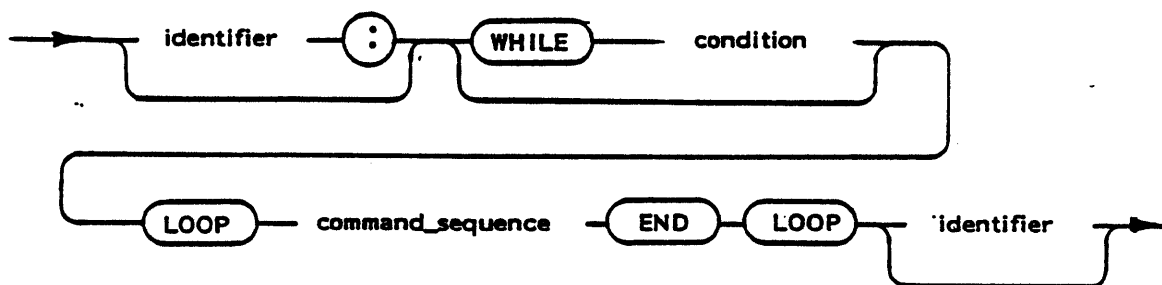 identifier : WHILE condition
LOOP command_sequence END LOOP identifier